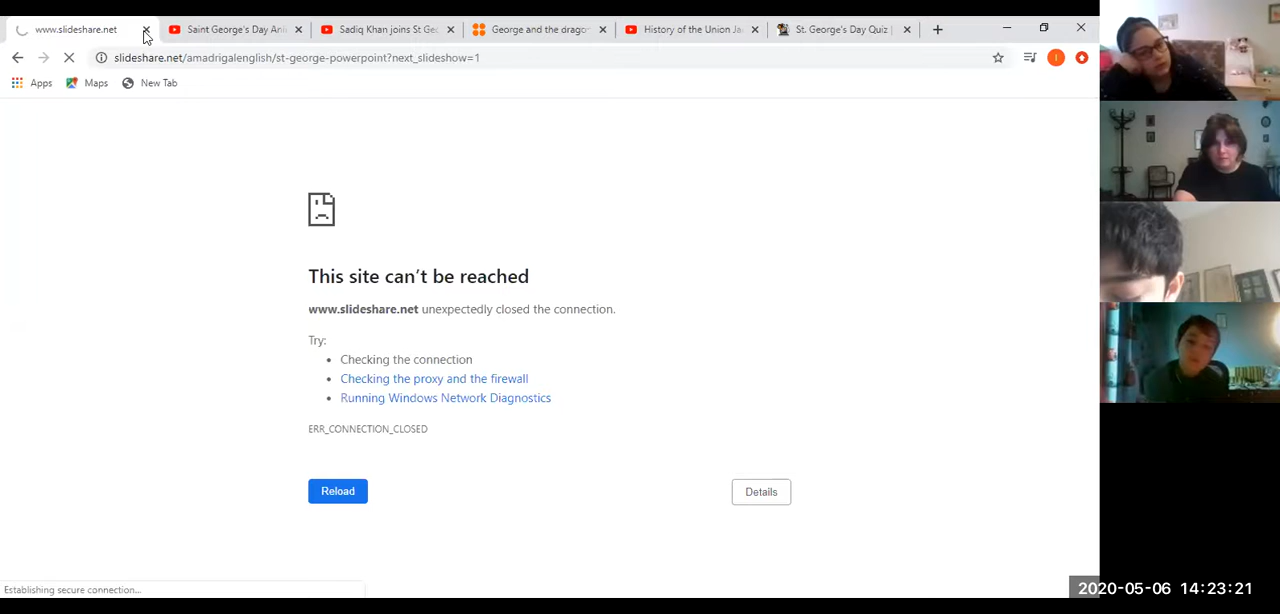 www.slideshare.net
Saint George's Day Ani
Sadiq Khan joins St Geo
George and the drago
History of the Union Ja
St. George's Day Quiz |
slideshare.net/amadrigalenglish/st-george-powerpoint?next_slideshow=1
I
Apps Maps New Tab
This site can't be reached
www.slideshare.net unexpectedly closed the connection.
Try:
• Checking the connection
• Checking the proxy and the firewall
• Running Windows Network Diagnostics
ERR_CONNECTION_CLOSED
Reload Details
Establishing secure connection...
2020-05-06 14:23:21